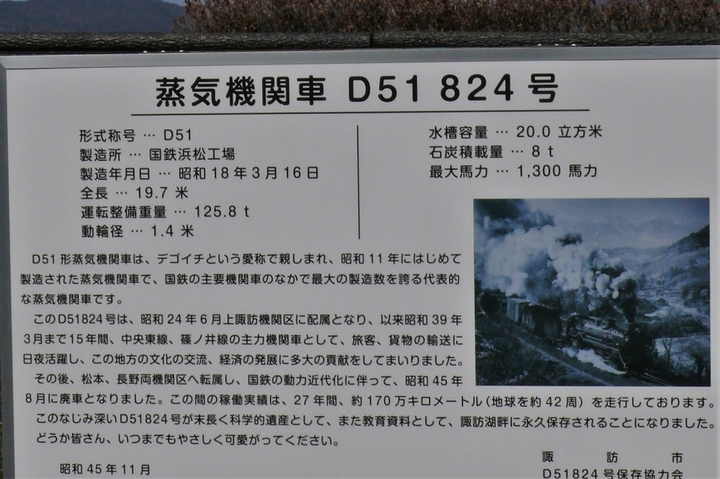 蒸気機関車 D51 824号
形式称号 … D51
製造所 … 国鉄浜松工場
製造年月日 … 昭和18年3月16日
全長 … 19.7 米
運転整備重量 … 125.8 t
動輪径 … 1.4 米
水槽容量 … 20.0 立方米
石炭積載量 … 8 t
最大馬力 … 1,300 馬力
D51形蒸気機関車は、デゴイチという愛称で親しまれ、昭和11年にはじめて
製造された蒸気機関車で、国鉄の主要機関車のなかで最大の製造数を誇る代表的
な蒸気機関車です。
このD51824号は、昭和24年6月上諏訪機関区に配属となり、以来昭和39年
3月まで15年間、中央東線、篠ノ井線の主力機関車として、旅客、貨物の輸送に
日夜活躍し、この地方の文化の交流、経済の発展に多大の貢献をしてまいりました。
その後、松本、長野両機関区へ転属し、国鉄の動力近代化に伴って、昭和45年
8月に廃車となりました。この間の稼働実績は、27年間、約170万キロメートル（地球を約42周）を走行しております。
このなじみ深いD51824号が末長く科学的遺産として、また教育資料として、諏訪湖畔に永久保存されることになりました。
どうか皆さん、いつまでもやさしく可愛がってください。
昭和45年11月
諏訪市
D51824号保存協力会